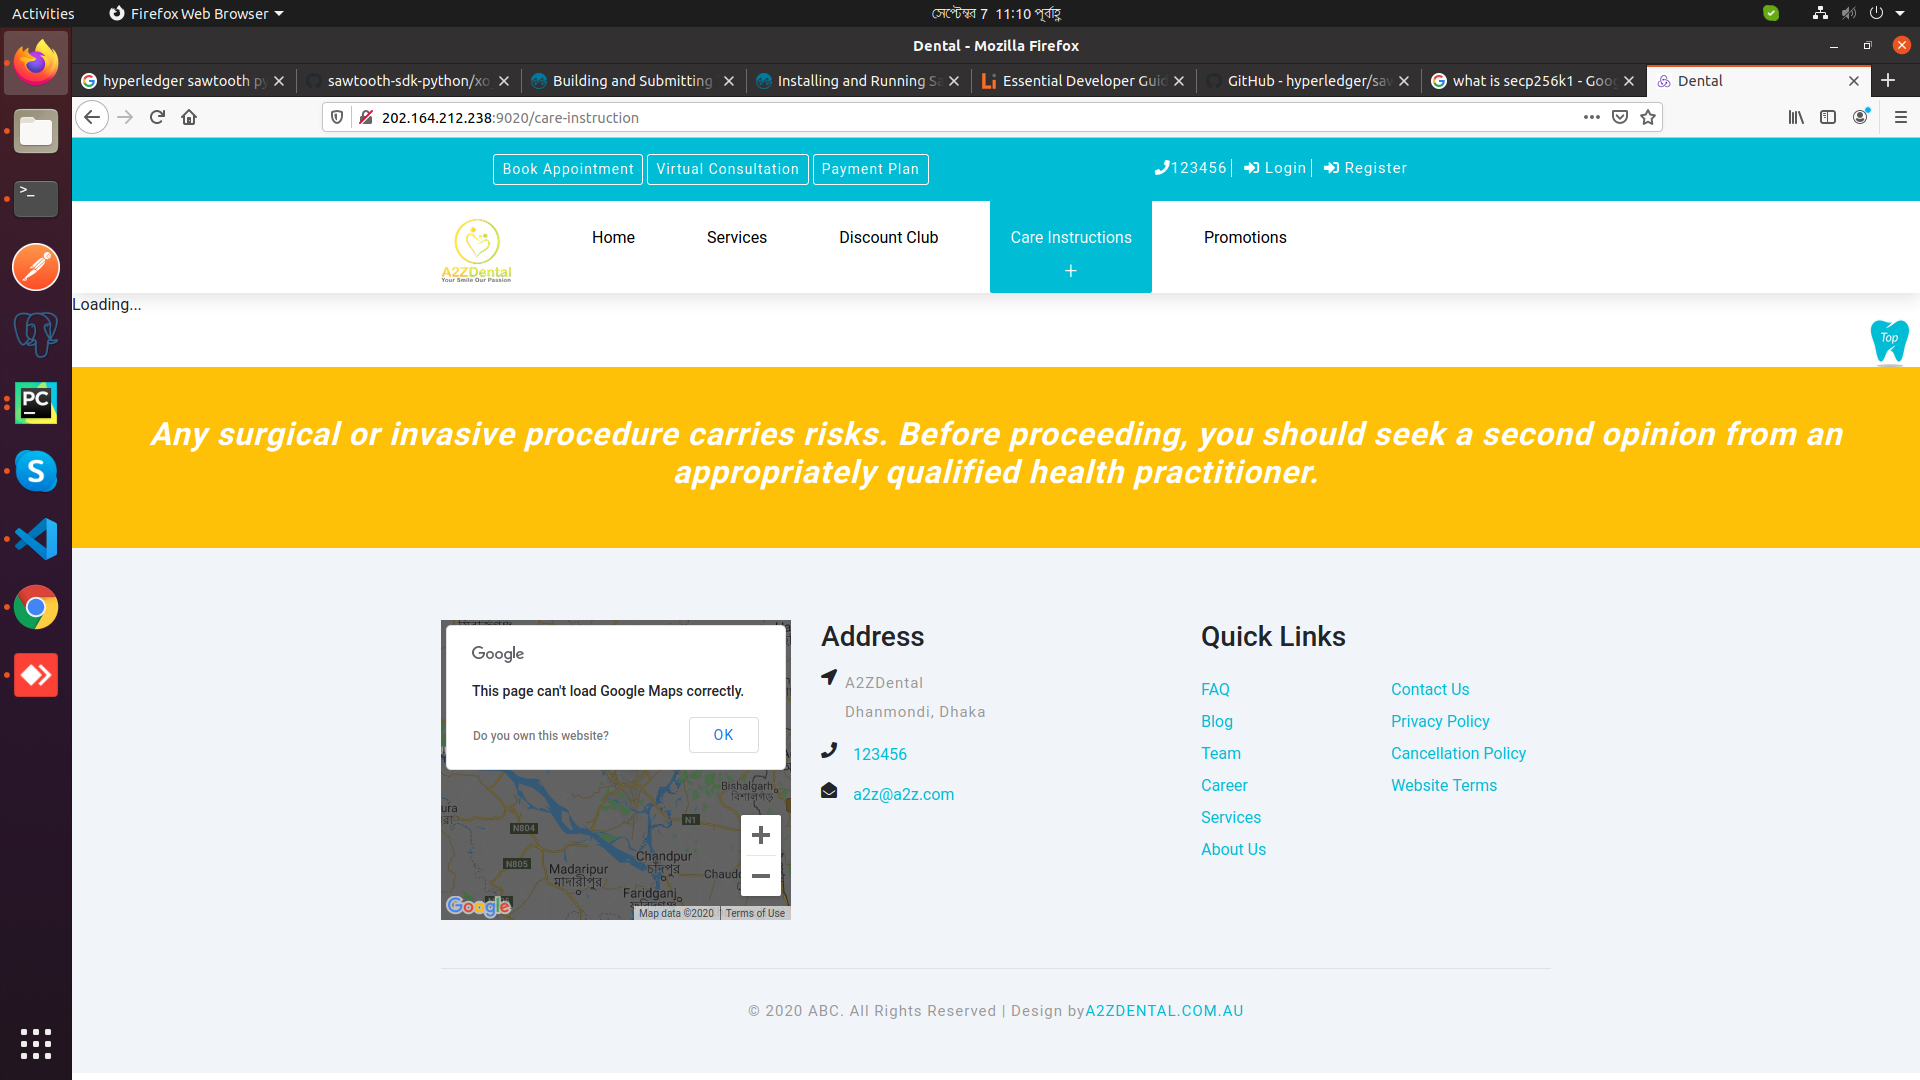 Activities
Firefox Web Browser
সেপ্টেম্বর 7 11:10 পূর্বাহ্ণ
Dental - Mozilla Firefox
hyperledger sawtooth py
sawtooth-sdk-python/xo
Building and Submitting
Installing and Running Sa
Essential Developer Guid
GitHub - hyperledger/saw
what is secp256k1 - Goog
Dental
202.164.212.238:9020/care-instruction
Book Appointment
Virtual Consultation
Payment Plan
123456
Login
Register
A2ZDental
Your Smile Our Passion
Home
Services
Discount Club
Care Instructions
+
Promotions
Loading...
Top
Any surgical or invasive procedure carries risks. Before proceeding, you should seek a second opinion from an
appropriately qualified health practitioner.
Google
This page can't load Google Maps correctly.
Do you own this website?
OK
Bishalgarh
বিশালগড়
N804
N1
N805
Chandpur
চাঁদপুর
Madaripur
মাদারীপুর
Faridganj
Google
Map data ©2020
Terms of Use
Address
A2ZDental
Dhanmondi, Dhaka
123456
a2z@a2z.com
Quick Links
FAQ
Blog
Team
Career
Services
About Us
Contact Us
Privacy Policy
Cancellation Policy
Website Terms
© 2020 ABC. All Rights Reserved | Design byA2ZDENTAL.COM.AU